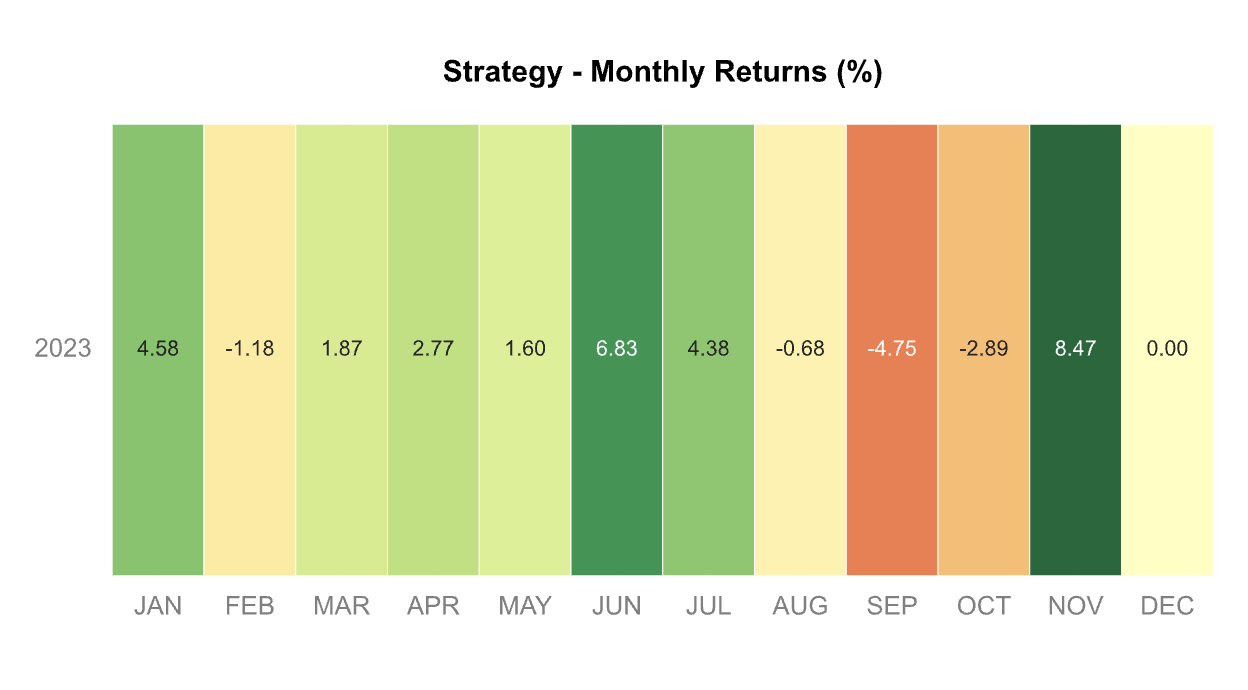 Strategy - Monthly Returns (%)
2023 4.58 -1.18 1.87 2.77 1.60 6.83 4.38 -0.68 -4.75 -2.89 8.47 0.00
JAN FEB MAR APR MAY JUN JUL AUG SEP OCT NOV DEC